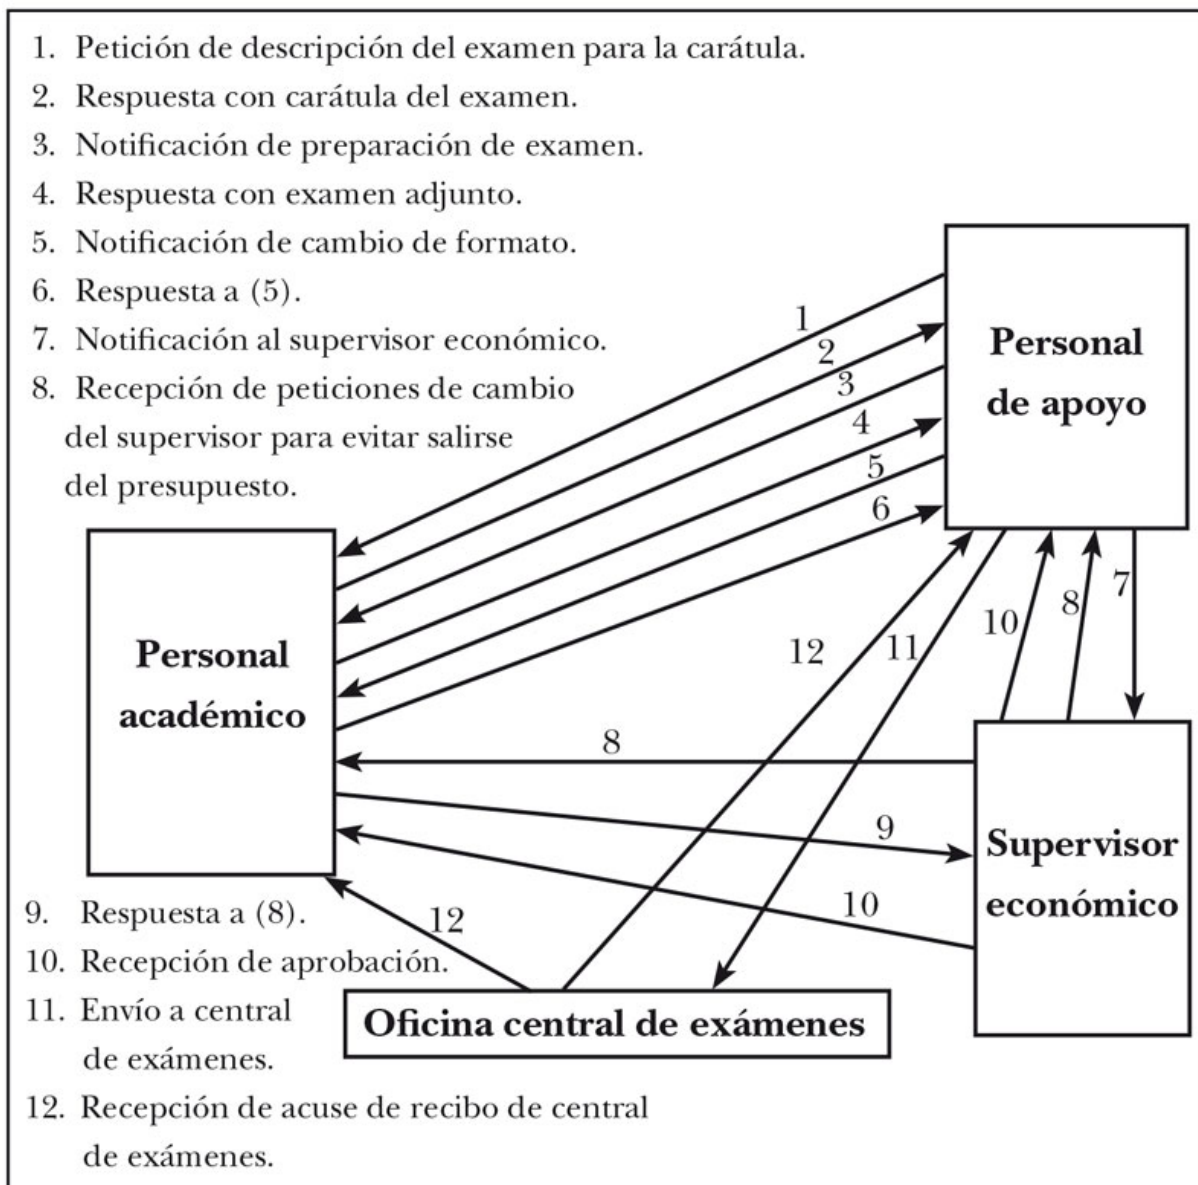 1. Petición de descripción del examen para la carátula.
2. Respuesta con carátula del examen.
3. Notificación de preparación de examen.
4. Respuesta con examen adjunto.
5. Notificación de cambio de formato.
6. Respuesta a (5).
7. Notificación al supervisor económico.
8. Recepción de peticiones de cambio
del supervisor para evitar salirse
del presupuesto.
Personal
de apoyo
1
2
3
4
5
6
Personal
académico
12
11
10
8
7
8
9
10
Supervisor
económico
12
Oficina central de exámenes
9. Respuesta a (8).
10. Recepción de aprobación.
11. Envío a central
de exámenes.
12. Recepción de acuse de recibo de central
de exámenes.